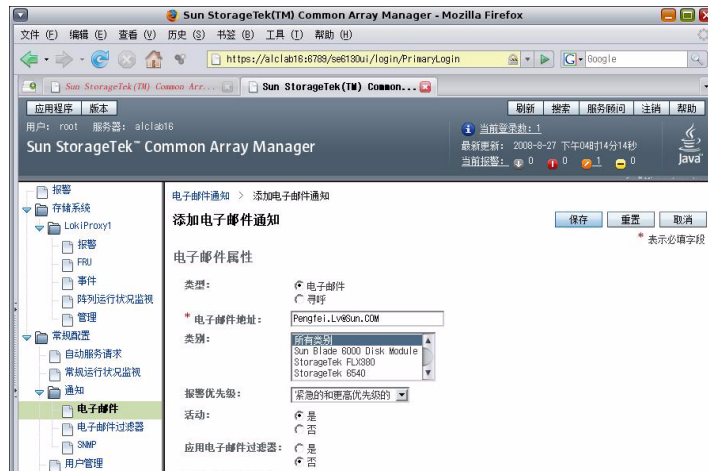 Sun StorageTek(TM) Common Array Manager - Mozilla Firefox
文件 (F) 编辑 (E) 查看 (V) 历史 (S) 书签 (B) 工具 (T) 帮助 (H)
https://alclab16:6789/se6130ui/login/PrimaryLogin
Google
Sun StorageTek(TM) Common Arr...
Sun StorageTek(TM) Common...
应用程序 版本
刷新 搜索 服务顾问 注销 帮助
用户: root 服务器: alclab16
当前登录数: 1
Sun StorageTek™ Common Array Manager
最新更新: 2008-8-27 下午04时14分14秒
当前报警: 0 0 1 0
Java
报警
存储系统
LokiProxy1
报警
FRU
事件
阵列运行状况监视
管理
常规配置
自动服务请求
常规运行状况监视
通知
电子邮件
电子邮件过滤器
SNMP
用户管理
电子邮件通知 > 添加电子邮件通知
添加电子邮件通知
保存 重置 取消
* 表示必填字段
电子邮件属性
类型: 电子邮件
寻呼
* 电子邮件地址: Pengfei.Lv@Sun.COM
类别: 所有类别
Sun Blade 6000 Disk Module
StorageTek FLX380
StorageTek 6540
报警优先级: 紧急的和更高优先级的
活动: 是
否
应用电子邮件过滤器: 是
否